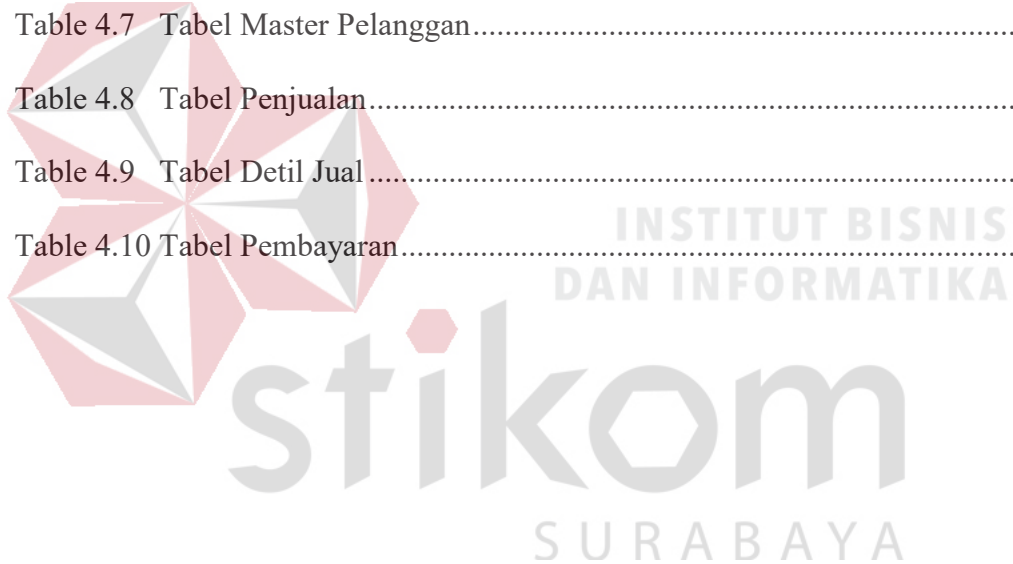 Table 4.7 Tabel Master Pelanggan..........................................................
Table 4.8 Tabel Penjualan.....................................................................
Table 4.9 Tabel Detil Jual.....................................................................
INSTITUT BISNIS
Table 4.10 Tabel Pembayaran.................................................................
DAN INFORMATIKA
stikom
SURABAYA